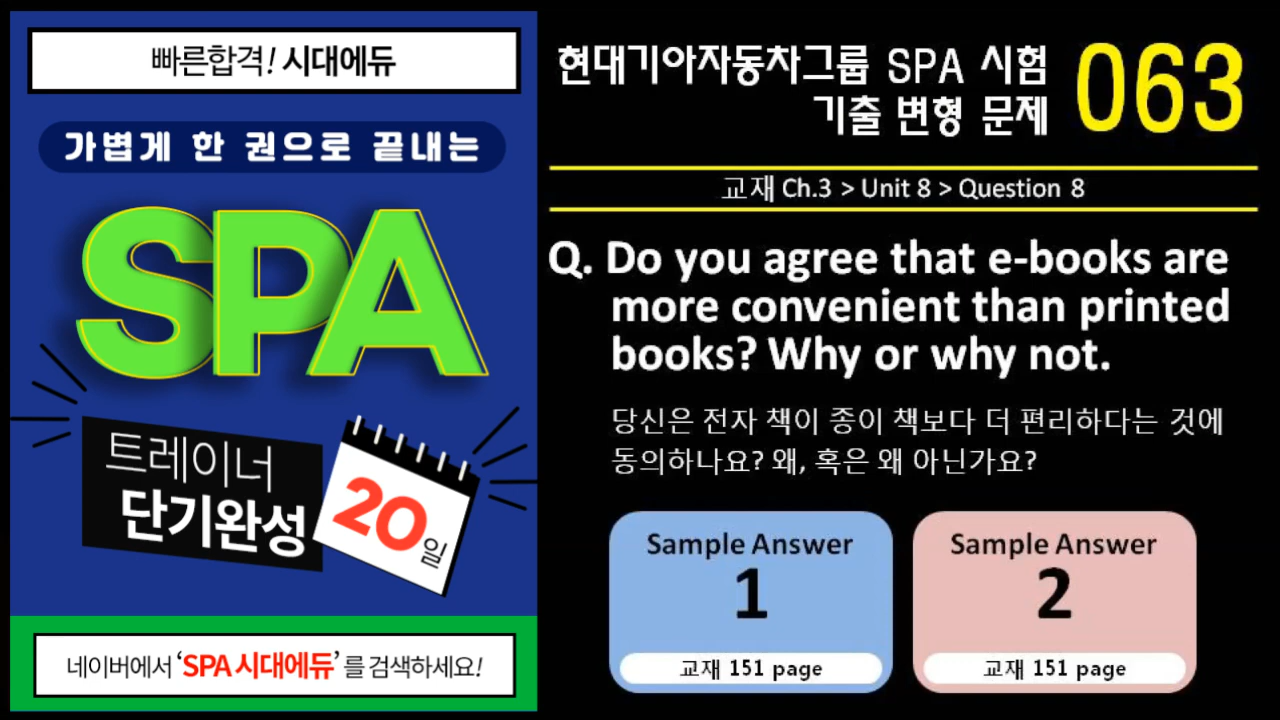 빠른합격! 시대에듀
가볍게 한 권으로 끝내는
SPA
트레이너
단기완성
20일
네이버에서 ‘SPA 시대에듀’를 검색하세요!
현대기아자동차그룹 SPA 시험
기출 변형 문제
063
교재 Ch.3 > Unit 8 > Question 8
Q. Do you agree that e-books are
more convenient than printed
books? Why or why not.
당신은 전자 책이 종이 책보다 더 편리하다는 것에
동의하나요? 왜, 혹은 왜 아닌가요?
Sample Answer
1
교재 151 page
Sample Answer
2
교재 151 page